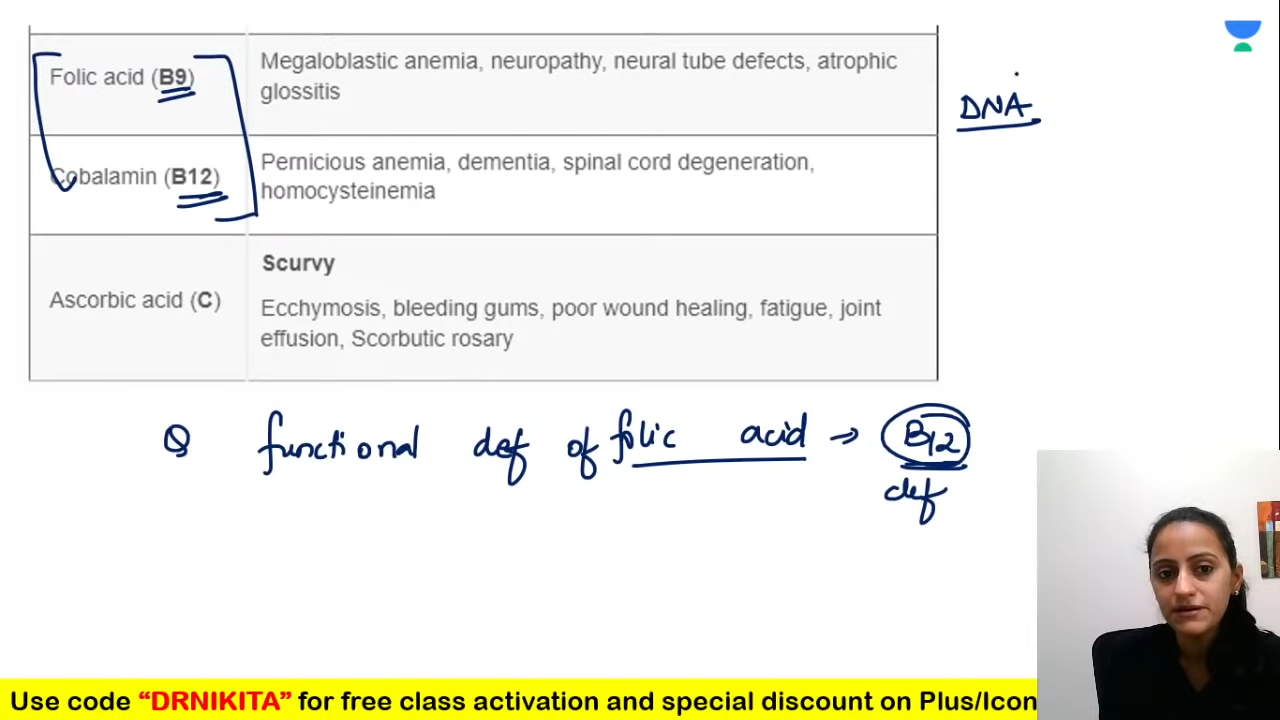 Folic acid (B9)
Megaloblastic anemia, neuropathy, neural tube defects, atrophic
glossitis
DNA
Cobalamin (B12)
Pernicious anemia, dementia, spinal cord degeneration,
homocysteinemia
Ascorbic acid (C)
Scurvy
Ecchymosis, bleeding gums, poor wound healing, fatigue, joint
effusion, Scorbutic rosary
Q functional def of folic acid → B12
def
Use code “DRNIKITA” for free class activation and special discount on Plus/Icon